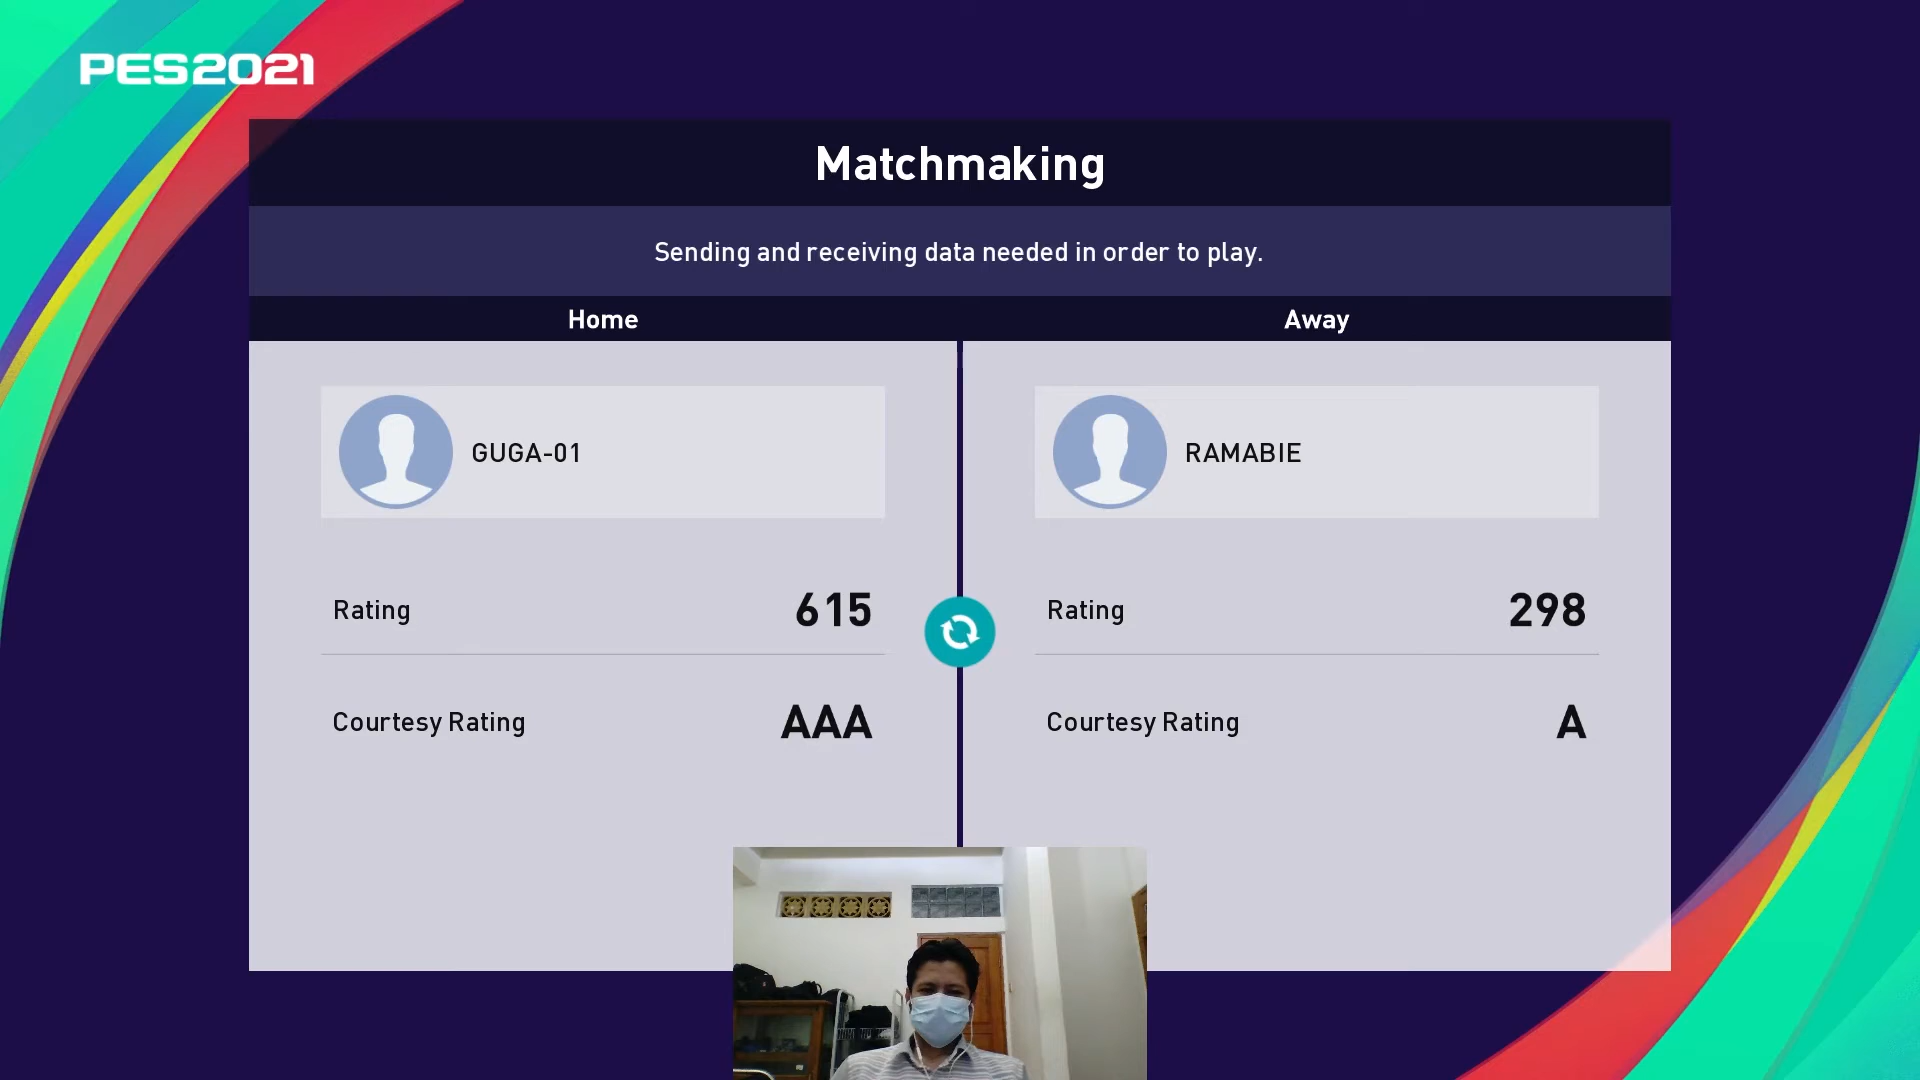 PES2021
Matchmaking
Sending and receiving data needed in order to play.
Home
Away
GUGA-01
RAMABIE
Rating 615
Rating 298
Courtesy Rating AAA
Courtesy Rating A